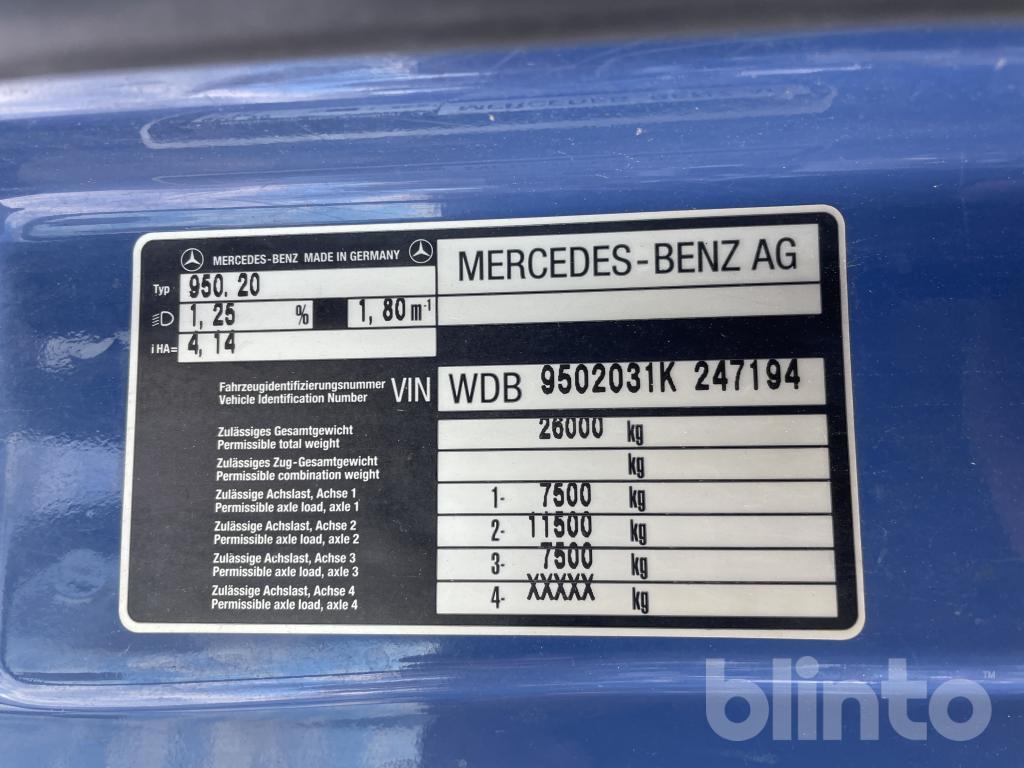 MERCEDES-BENZ MADE IN GERMANY
MERCEDES-BENZ AG
Typ 950.20
1,25 % 1,80 m-1
i HA= 4,14
Fahrzeugidentifizierungsnummer
Vehicle Identification Number
VIN WDB 9502031K 247194
Zulässiges Gesamtgewicht
Permissible total weight
26000 kg
Zulässiges Zug-Gesamtgewicht
Permissible combination weight
kg
Zulässige Achslast, Achse 1
Permissible axle load, axle 1
1- 7500 kg
Zulässige Achslast, Achse 2
Permissible axle load, axle 2
2- 11500 kg
Zulässige Achslast, Achse 3
Permissible axle load, axle 3
3- 7500 kg
Zulässige Achslast, Achse 4
Permissible axle load, axle 4
4- XXXXX kg
blinto™